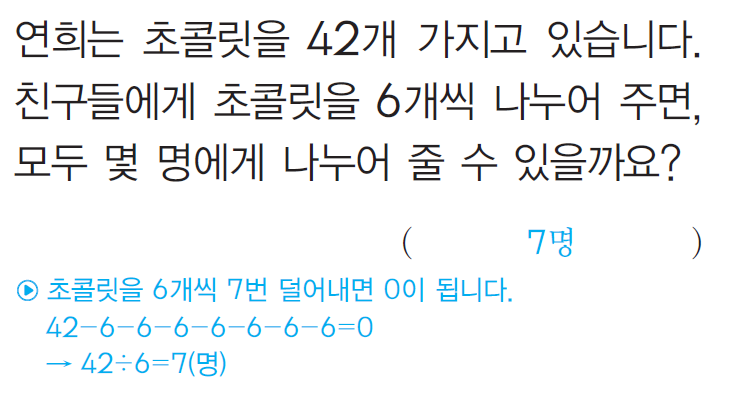 연희는 초콜릿을 42개 가지고 있습니다.
친구들에게 초콜릿을 6개씩 나누어 주면,
모두 몇 명에게 나누어 줄 수 있을까요?
( 7명 )
초콜릿을 6개씩 7번 덜어내면 0이 됩니다.
42−6−6−6−6−6−6−6=0
→ 42÷6=7(명)